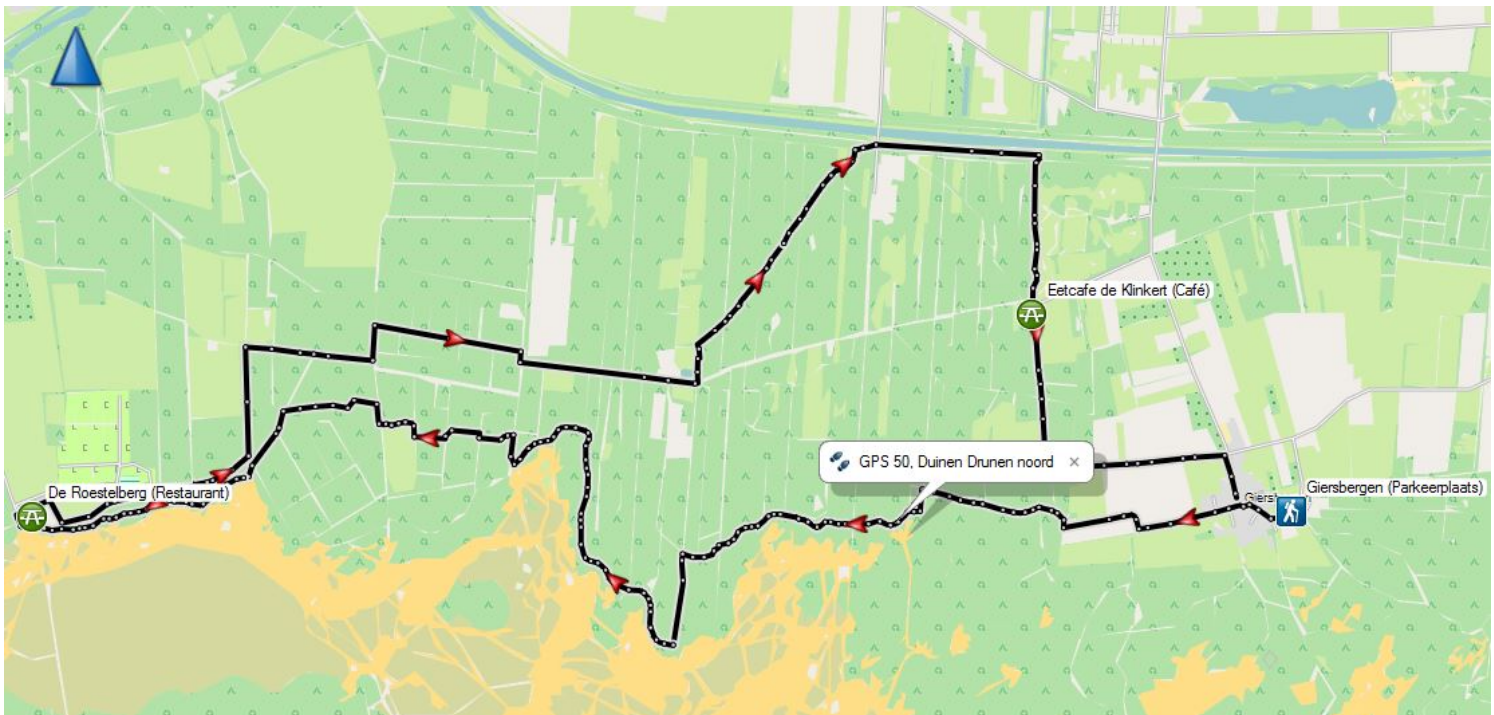 Eetcafe de Klinkert (Café)
GPS 50, Duinen Drunen noord
De Roestelberg (Restaurant)
Giersbergen (Parkeerplaats)